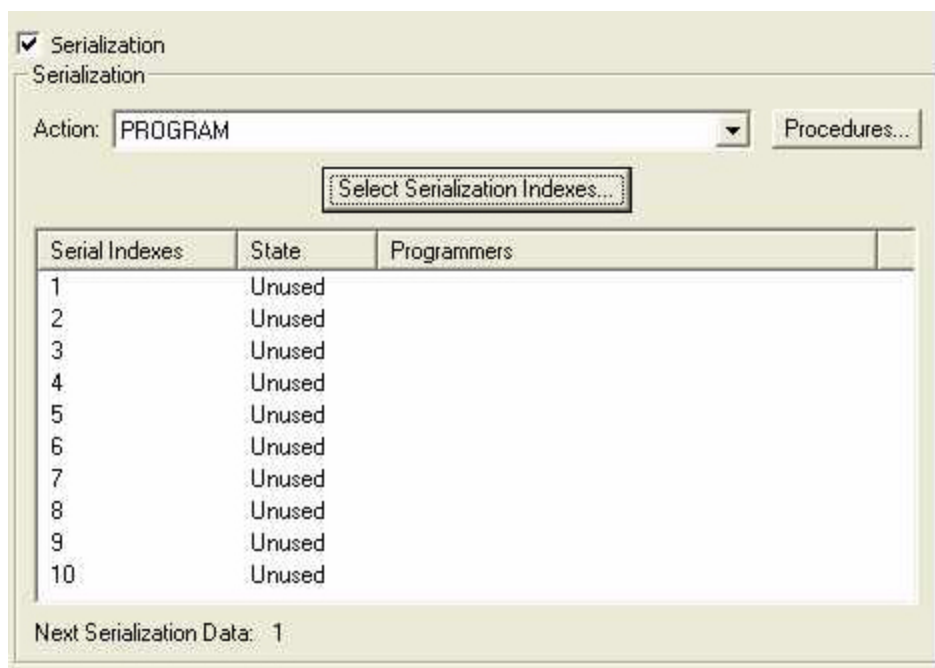 Serialization
Serialization
Action: PROGRAM Procedures...
Select Serialization Indexes...
Serial Indexes State Programmers
1 Unused
2 Unused
3 Unused
4 Unused
5 Unused
6 Unused
7 Unused
8 Unused
9 Unused
10 Unused
Next Serialization Data: 1